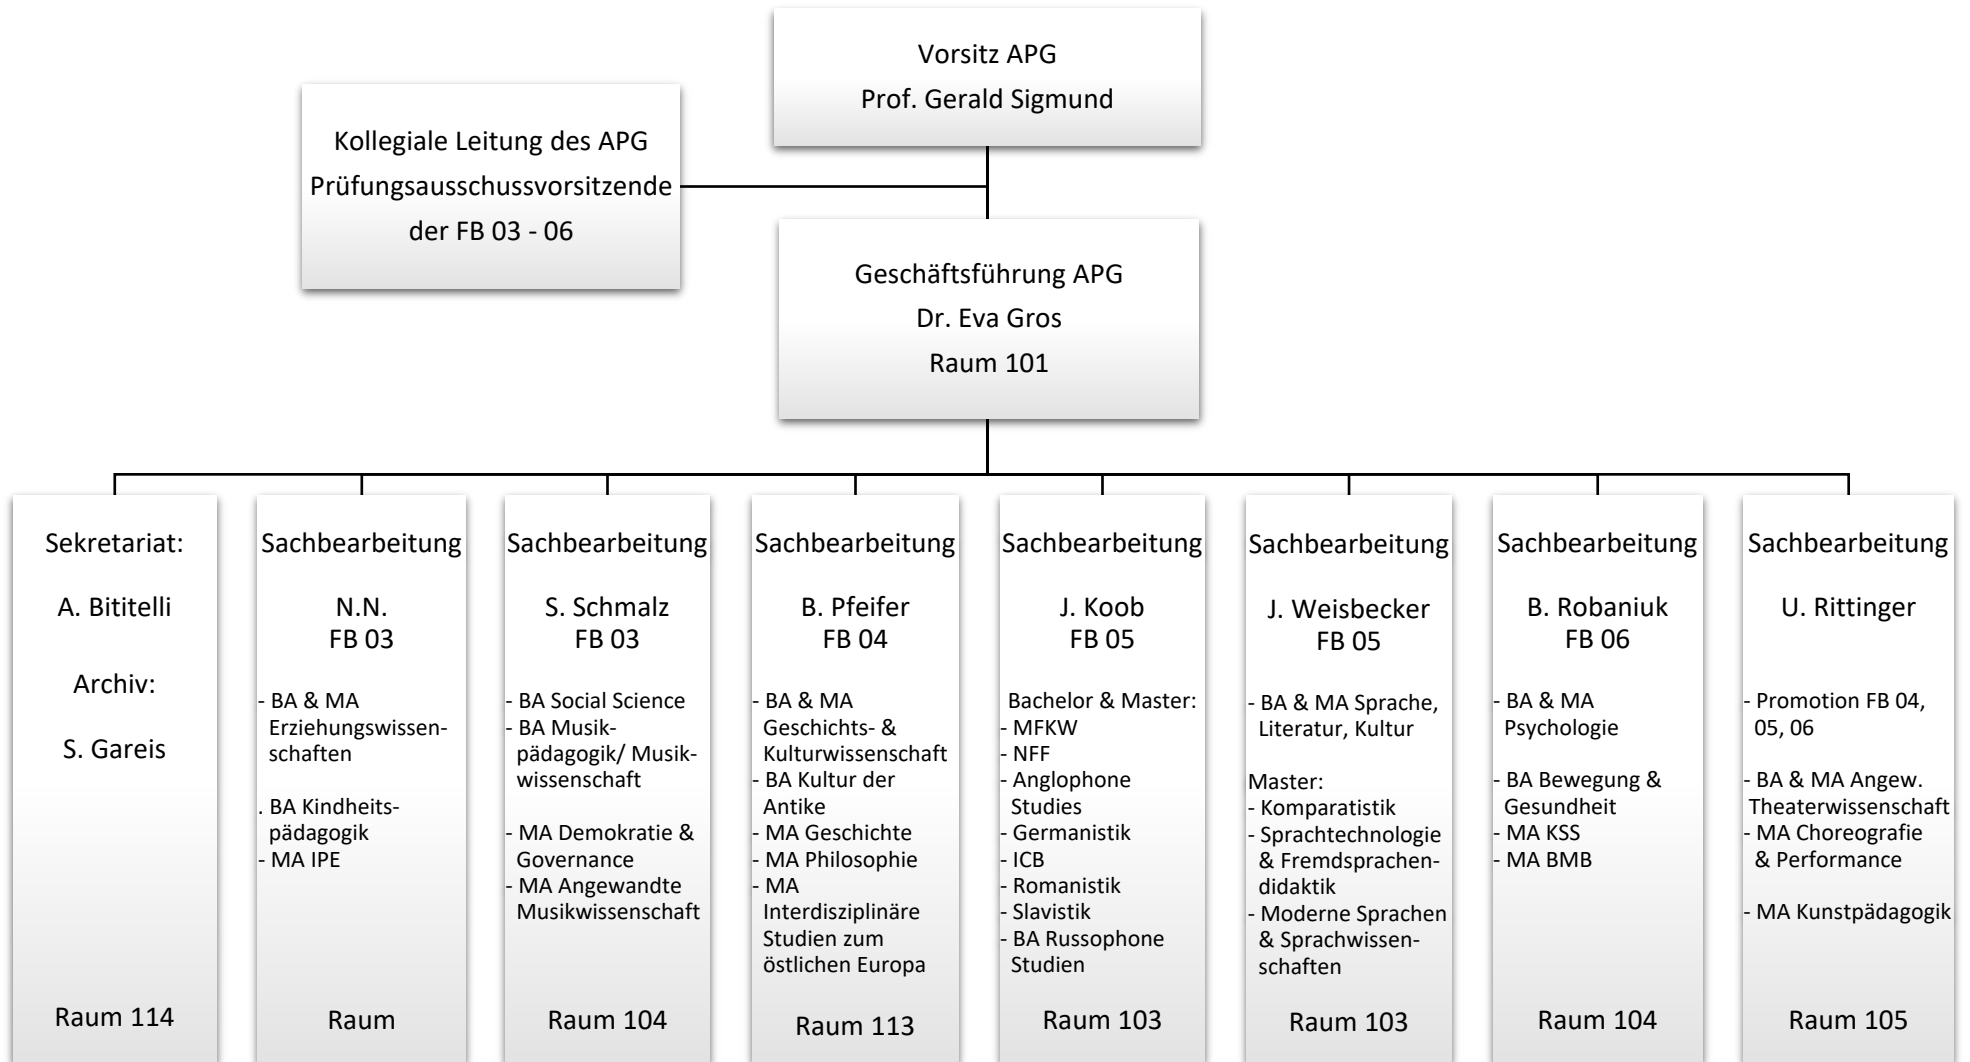 Vorsitz APG
Prof. Gerald Sigmund
Kollegiale Leitung des APG
Prüfungsausschussvorsitzende
der FB 03 - 06
Geschäftsführung APG
Dr. Eva Gros
Raum 101
Sekretariat:
A. Bititelli
Archiv:
S. Gareis
Raum 114
Sachbearbeitung
N.N.
FB 03
- BA & MA
Erziehungswissen-
schaften
. BA Kindheits-
pädagogik
- MA IPE
Raum
Sachbearbeitung
S. Schmalz
FB 03
- BA Social Science
- BA Musik-
pädagogik/ Musik-
wissenschaft
- MA Demokratie &
Governance
- MA Angewandte
Musikwissenschaft
Raum 104
Sachbearbeitung
B. Pfeifer
FB 04
- BA & MA
Geschichts- &
Kulturwissenschaft
- BA Kultur der
Antike
- MA Geschichte
- MA Philosophie
- MA
Interdisziplinäre
Studien zum
östlichen Europa
Raum 113
Sachbearbeitung
J. Koob
FB 05
Bachelor & Master:
- MFKW
- NFF
- Anglophone
Studies
- Germanistik
- ICB
- Romanistik
- Slavistik
- BA Russophone
Studien
Raum 103
Sachbearbeitung
J. Weisbecker
FB 05
- BA & MA Sprache,
Literatur, Kultur
Master:
- Komparatistik
- Sprachtechnologie
& Fremdsprachen-
didaktik
- Moderne Sprachen
& Sprachwissen-
schaften
Raum 103
Sachbearbeitung
B. Robaniuk
FB 06
- BA & MA
Psychologie
- BA Bewegung &
Gesundheit
- MA KSS
- MA BMB
Raum 104
Sachbearbeitung
U. Rittinger
- Promotion FB 04,
05, 06
- BA & MA Angew.
Theaterwissenschaft
- MA Choreografie
& Performance
- MA Kunstpädagogik
Raum 105